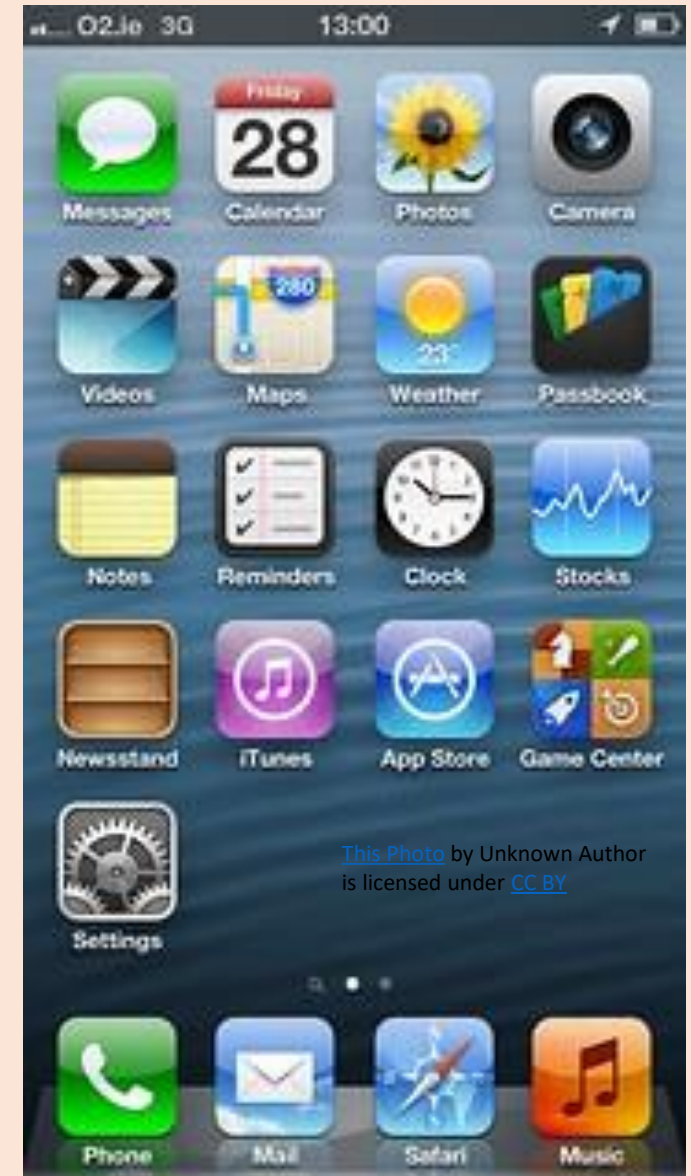 O2.ie 3G 13:00
Friday
28
Messages Calendar Photos Camera
280
23°
Videos Maps Weather Passbook
Notes Reminders Clock Stocks
Newsstand iTunes App Store Game Center
This Photo by Unknown Author
is licensed under CC BY
Settings
Phone Mail Safari Music